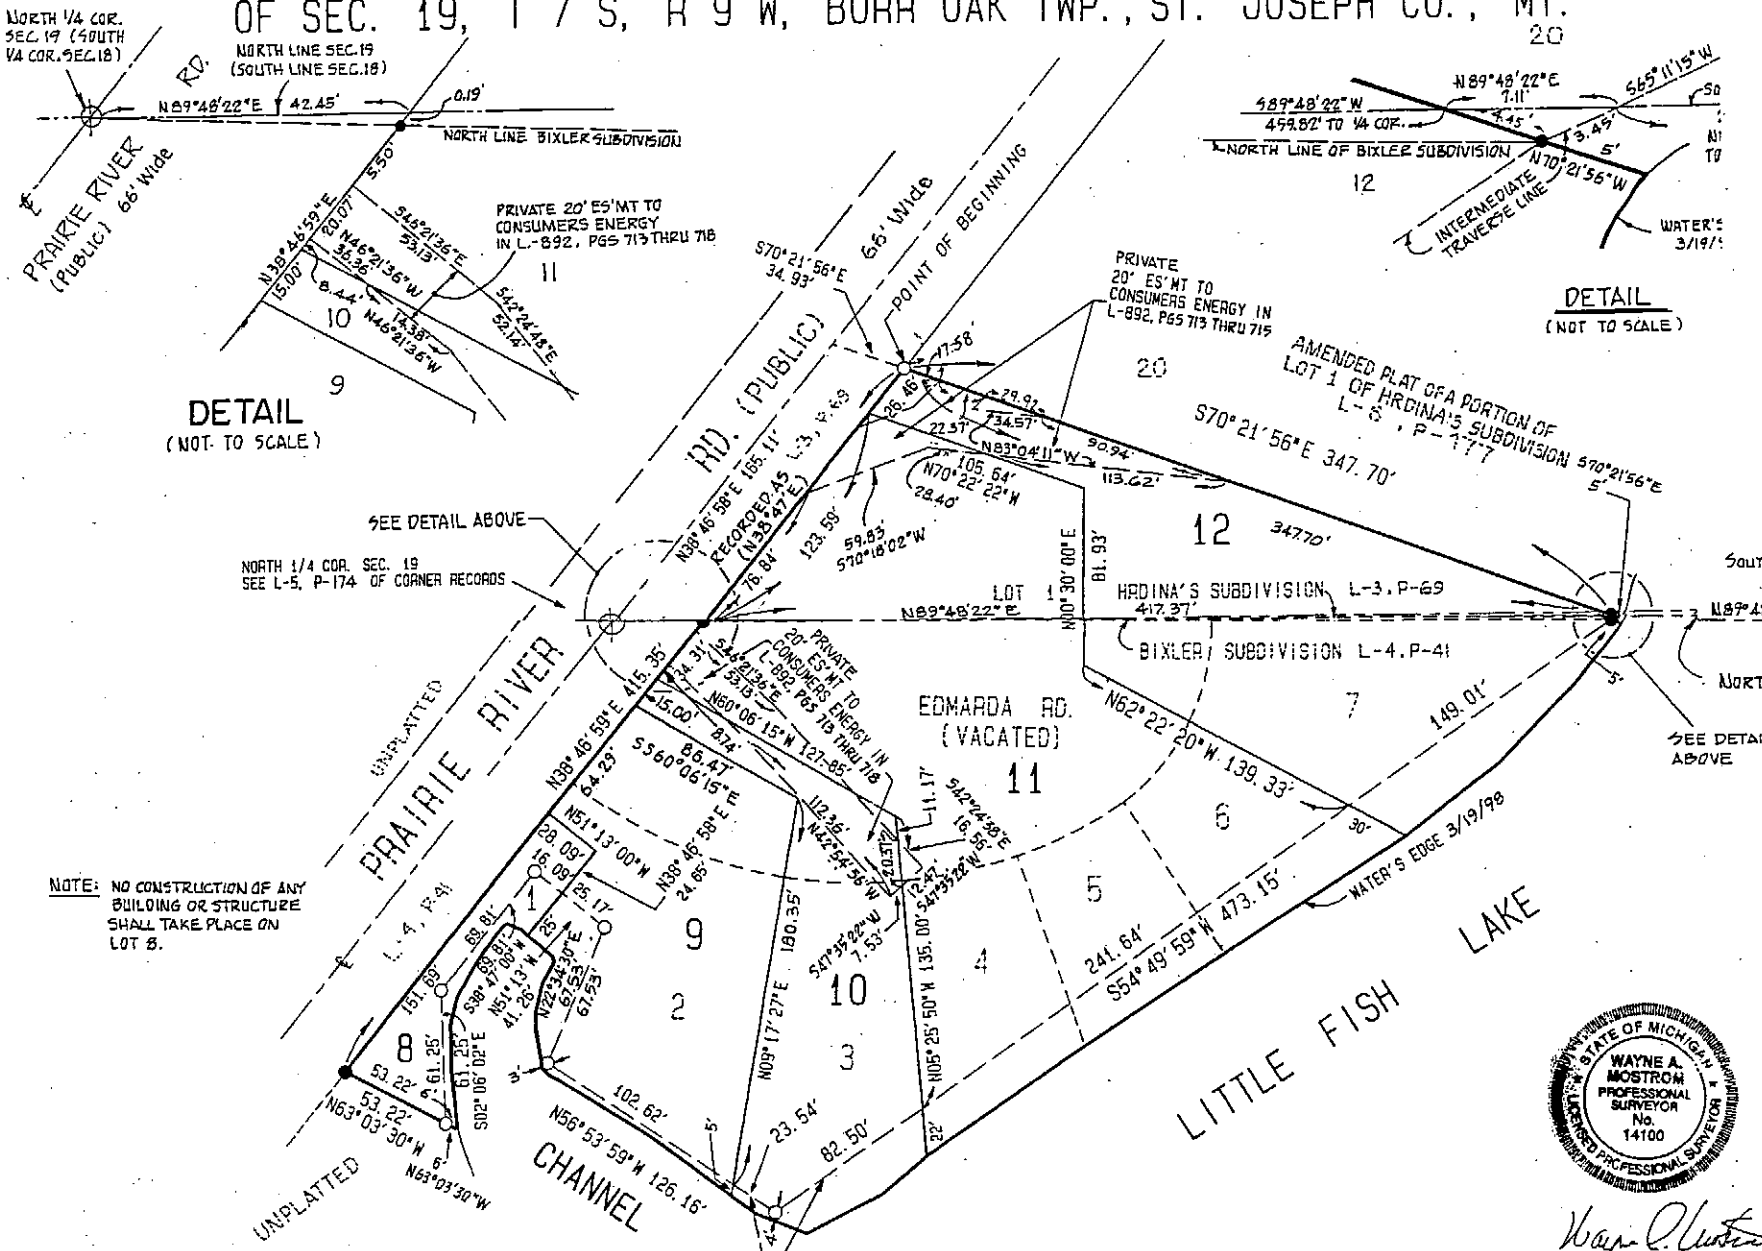 OF SEC. 19, T 7 S, R 9 W, BURR OAK TWP., ST. JOSEPH CO., MI.
NORTH 1/4 COR.
SEC. 19 (SOUTH
1/4 COR. SEC. 18)
RD.
NORTH LINE SEC. 19
(SOUTH LINE SEC. 18)
N89°48'22"E 42.45'
0.19'
NORTH LINE BIXLER SUBDIVISION
PRAIRIE RIVER
(PUBLIC) 66' Wide
5.50'
N38°46'59"E
20.07'
15.00'
S46°21'36"E
53.13'
N46°21'36"W
36.36'
8.44'
14.38'
N46°21'36"W
S42°24'48"E
52.14'
PRIVATE 20' ES'MT TO
CONSUMERS ENERGY
IN L.-892, PGS 713 THRU 718
11
10
9
DETAIL
(NOT TO SCALE)
20
N89°48'22"E
7.11'
S65°11'15"W
S89°48'22"W
459.82' TO 1/4 COR.
4.45'
3.45'
5'
NORTH LINE OF BIXLER SUBDIVISION
N70°21'56"W
12
INTERMEDIATE
TRAVERSE LINE
WATER'S
3/19/9
DETAIL
(NOT TO SCALE)
66' Wide
POINT OF BEGINNING
S70°21'56"E
34.93'
PRIVATE
20' ES'MT TO
CONSUMERS ENERGY IN
L-892, PGS 713 THRU 715
20
AMENDED PLAT OF A PORTION OF
LOT 1 OF HRDINA'S SUBDIVISION
L-6, P-177
S70°21'56"E 347.70'
S70°21'56"E
5'
17.58'
26.46'
29.92'
34.57'
22.37'
N83°04'11"W
90.94'
113.62'
105.64'
N70°22'22"W
28.40'
59.83'
S70°18'02"W
12
347.70'
RD. (PUBLIC)
N38°46'58"E 185.11'
RECORDED AS L-3, P-69
(N38°47'E)
123.59'
76.84'
SEE DETAIL ABOVE
NORTH 1/4 COR. SEC. 19
SEE L-5, P-174 OF CORNER RECORDS
N00°30'00"E
81.93'
LOT 1
HRDINA'S SUBDIVISION L-3, P-69
N89°48'22"E
417.37'
BIXLER SUBDIVISION L-4, P-41
SEE DETAI
ABOVE
UNPLATTED
PRAIRIE RIVER
N38°46'59"E 415.35'
34.31'
15.00'
64.29'
S46°21'36"E
53.13'
PRIVATE
20' ES'MT TO
CONSUMERS ENERGY IN
L-892, PGS 713 THRU 718
N60°06'15"W 127.85'
8.74'
86.47'
S560°06'15"E
EDMARDA RD.
(VACATED)
11
7
N62°22'20"W 139.33'
149.01'
5'
6
30'
WATER'S EDGE 3/19/98
11.17'
S42°24'38"E
16.56'
20.37'
12.47'
S47°35'22"W
112.36'
N42°54'56"W
S47°35'22"W
7.53'
5
4
N51°13'00"W
28.09'
16.09'
N38°46'58"E
24.65'
25.17'
25'
1
9
2
10
3
N09°17'27"E 180.35'
N05°25'50"W 135.00'
22'
241.64'
S54°49'59"W 473.15'
NOTE: NO CONSTRUCTION OF ANY
BUILDING OR STRUCTURE
SHALL TAKE PLACE ON
LOT 8.
L-4, P-41
151.69'
69.81'
69.81'
S38°47'00"W
N51°13'W
41.26'
N22°34'30"E
67.53'
67.53'
8
61.25'
61.25'
S02°06'02"E
53.22'
6'
53.22'
N63°03'30"W
6'
N63°03'30"W
3'
102.62'
N56°53'59"W 126.16'
5'
23.54'
82.50'
4'
UNPLATTED
CHANNEL
LITTLE FISH LAKE
STATE OF MICHIGAN
WAYNE A.
MOSTROM
PROFESSIONAL
SURVEYOR
No.
14100
LICENSED PROFESSIONAL SURVEYOR